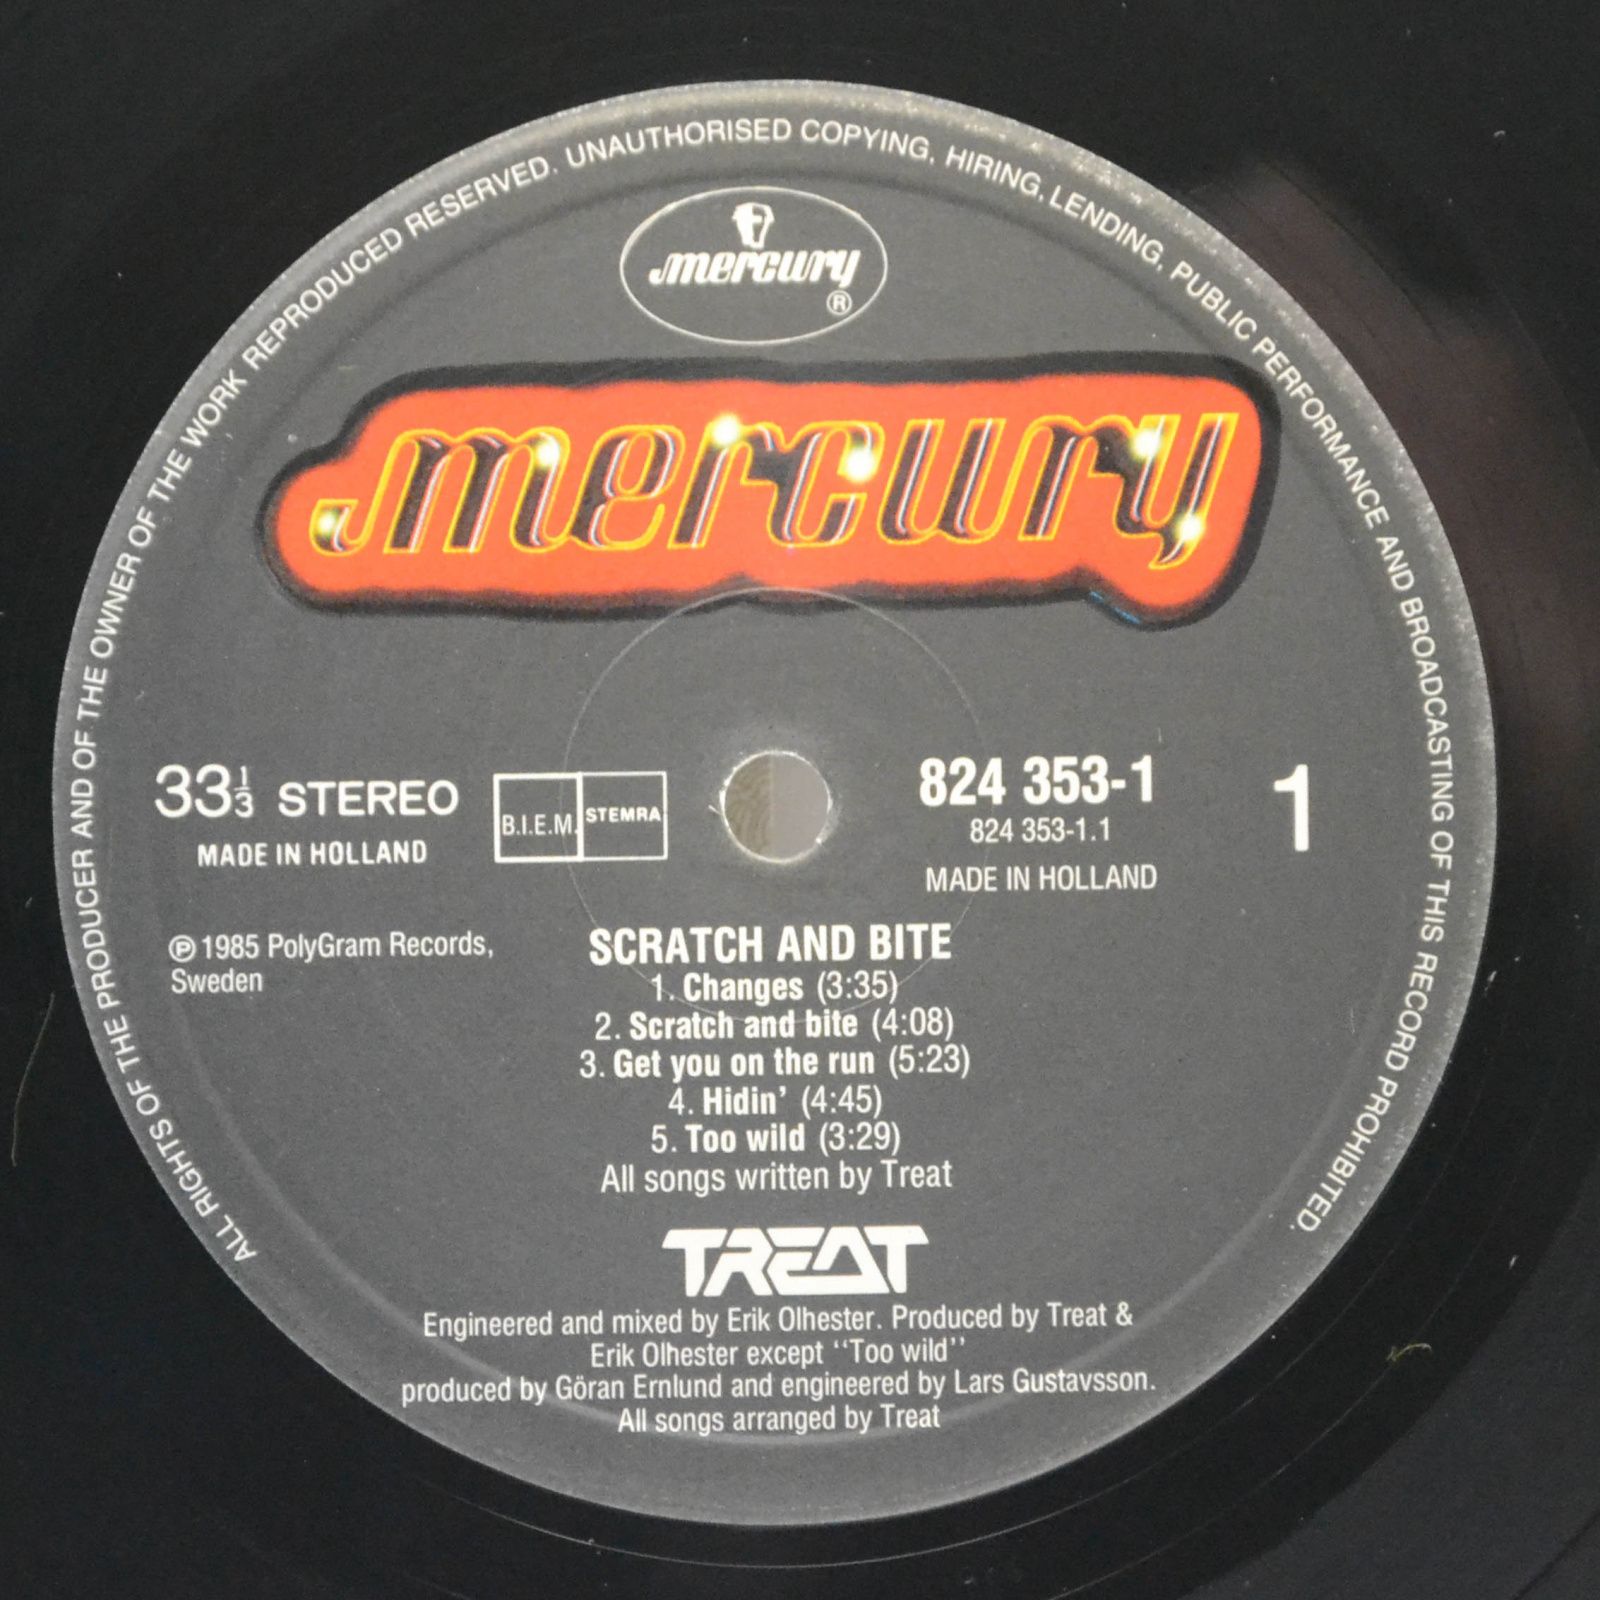 ALL RIGHTS OF THE PRODUCER AND OF THE OWNER OF THE WORK REPRODUCED RESERVED. UNAUTHORISED COPYING, HIRING, LENDING, PUBLIC PERFORMANCE AND BROADCASTING OF THIS RECORD PROHIBITED.
mercury
®
mercury
33⅓ STEREO
MADE IN HOLLAND
B.I.E.M. STEMRA
824 353-1
824 353-1.1
MADE IN HOLLAND
1
℗ 1985 PolyGram Records,
Sweden
SCRATCH AND BITE
1. Changes (3:35)
2. Scratch and bite (4:08)
3. Get you on the run (5:23)
4. Hidin' (4:45)
5. Too wild (3:29)
All songs written by Treat
TREAT
Engineered and mixed by Erik Olhester. Produced by Treat &
Erik Olhester except ''Too wild''
produced by Göran Ernlund and engineered by Lars Gustavsson.
All songs arranged by Treat